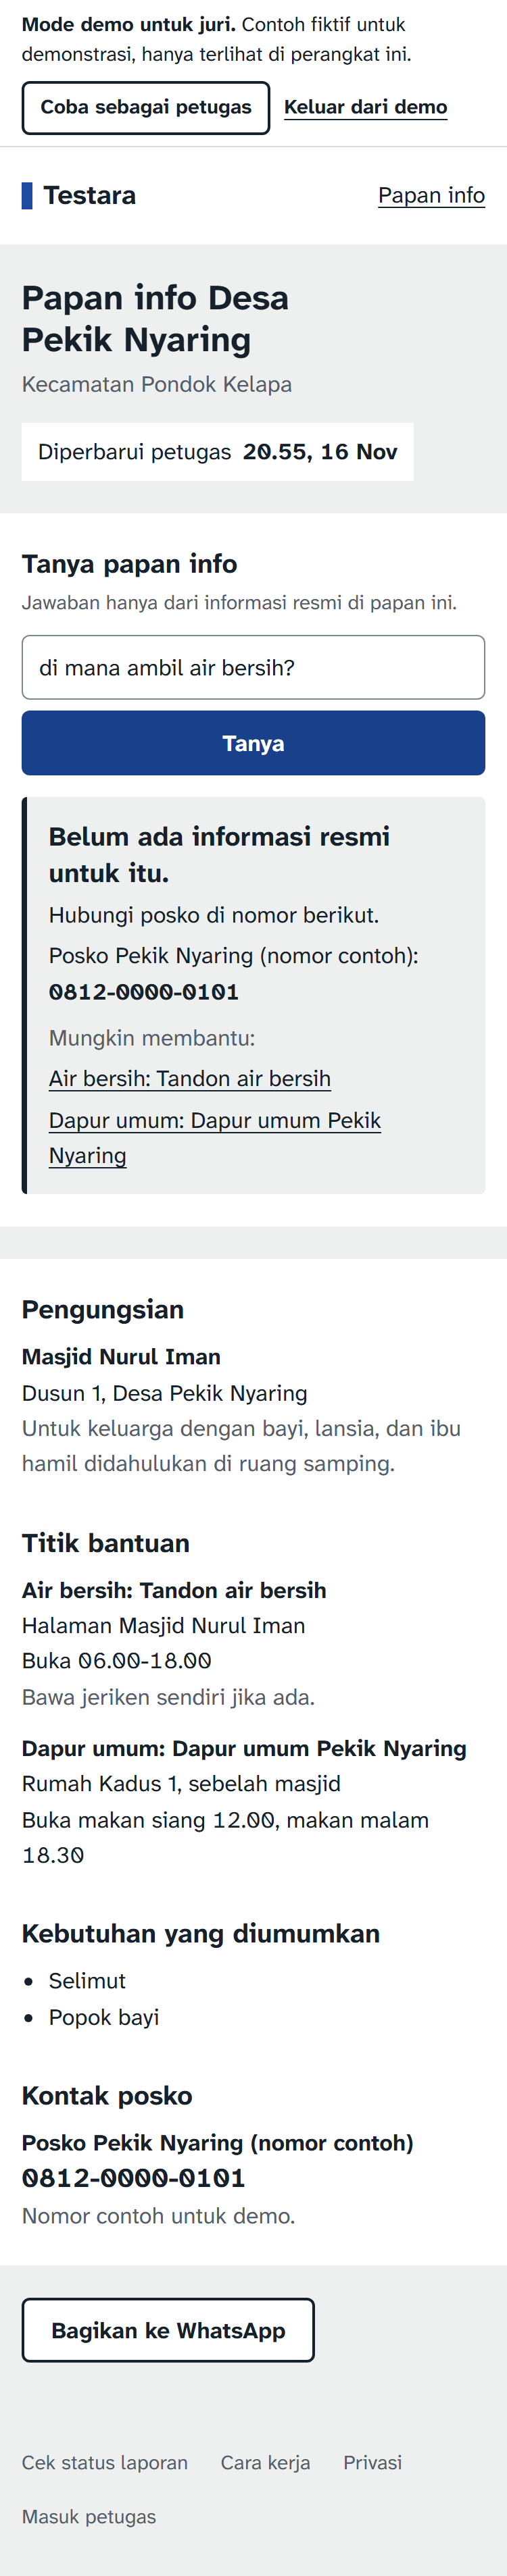 Mode demo untuk juri. Contoh fiktif untuk
demonstrasi, hanya terlihat di perangkat ini.
Coba sebagai petugas
Keluar dari demo
Testara
Papan info
Papan info Desa
Pekik Nyaring
Kecamatan Pondok Kelapa
Diperbarui petugas 20.55, 16 Nov
Tanya papan info
Jawaban hanya dari informasi resmi di papan ini.
di mana ambil air bersih?
Tanya
Belum ada informasi resmi
untuk itu.
Hubungi posko di nomor berikut.
Posko Pekik Nyaring (nomor contoh):
0812-0000-0101
Mungkin membantu:
Air bersih: Tandon air bersih
Dapur umum: Dapur umum Pekik
Nyaring
Pengungsian
Masjid Nurul Iman
Dusun 1, Desa Pekik Nyaring
Untuk keluarga dengan bayi, lansia, dan ibu
hamil didahulukan di ruang samping.
Titik bantuan
Air bersih: Tandon air bersih
Halaman Masjid Nurul Iman
Buka 06.00-18.00
Bawa jeriken sendiri jika ada.
Dapur umum: Dapur umum Pekik Nyaring
Rumah Kadus 1, sebelah masjid
Buka makan siang 12.00, makan malam
18.30
Kebutuhan yang diumumkan
• Selimut
• Popok bayi
Kontak posko
Posko Pekik Nyaring (nomor contoh)
0812-0000-0101
Nomor contoh untuk demo.
Bagikan ke WhatsApp
Cek status laporan
Cara kerja
Privasi
Masuk petugas